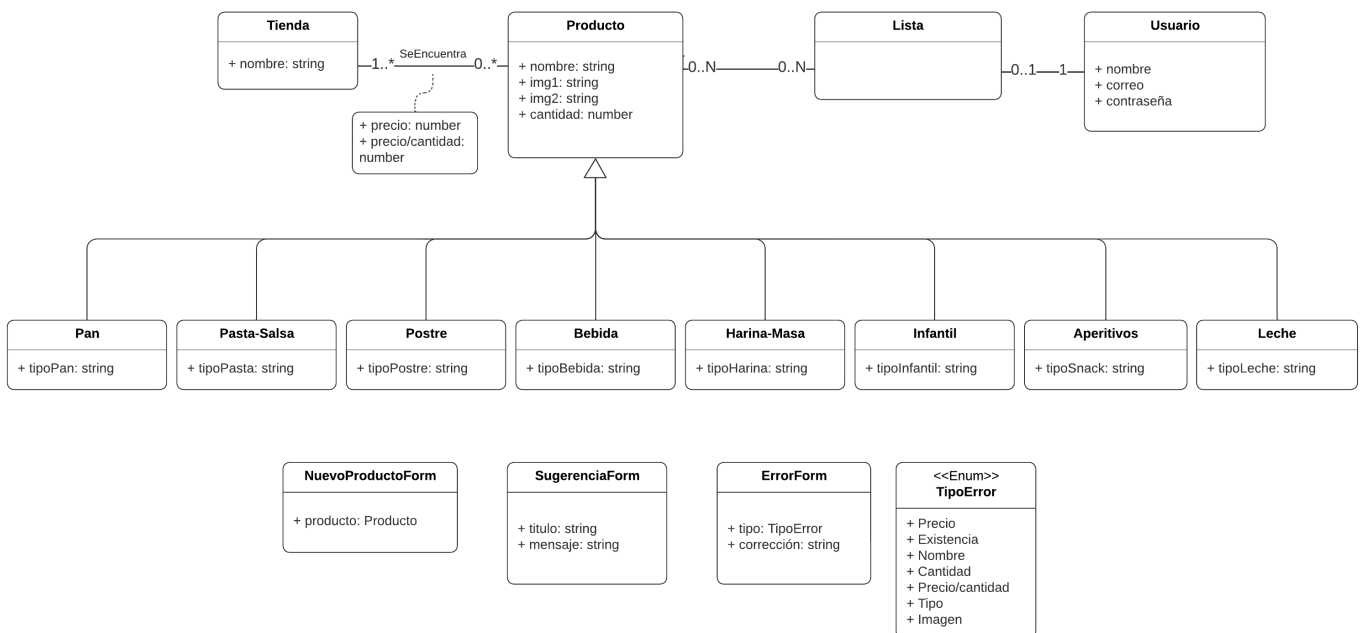 Tienda
+ nombre: string
1..*
SeEncuentra
0..*
+ precio: number
+ precio/cantidad:
number
Producto
+ nombre: string
+ img1: string
+ img2: string
+ cantidad: number
0..N
0..N
Lista
0..1
1
Usuario
+ nombre
+ correo
+ contraseña
Pan
+ tipoPan: string
Pasta-Salsa
+ tipoPasta: string
Postre
+ tipoPostre: string
Bebida
+ tipoBebida: string
Harina-Masa
+ tipoHarina: string
Infantil
+ tipoInfantil: string
Aperitivos
+ tipoSnack: string
Leche
+ tipoLeche: string
NuevoProductoForm
+ producto: Producto
SugerenciaForm
+ titulo: string
+ mensaje: string
ErrorForm
+ tipo: TipoError
+ corrección: string
<<Enum>>
TipoError
+ Precio
+ Existencia
+ Nombre
+ Cantidad
+ Precio/cantidad
+ Tipo
+ Imagen